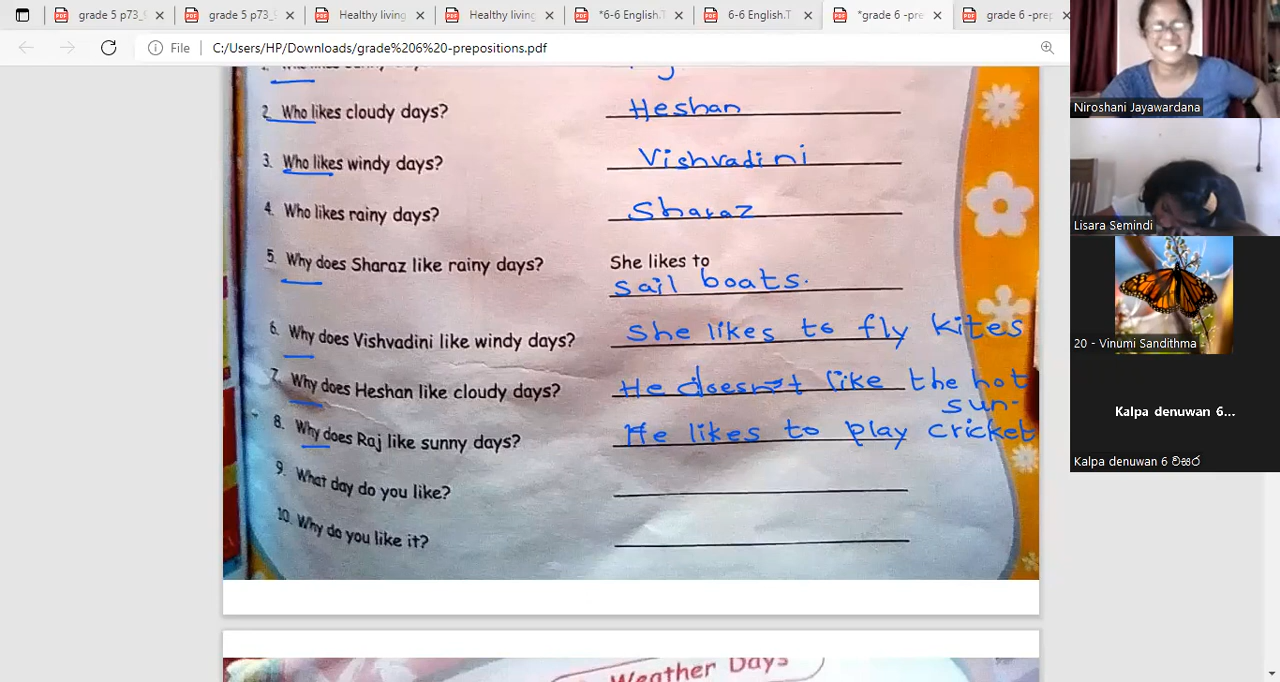 grade 5 p73_
grade 5 p73_
Healthy living
Healthy living
*6-6 English.T
6-6 English.T
*grade 6 -pre
grade 6 -prep
File
C:/Users/HP/Downloads/grade%206%20-prepositions.pdf
2. Who likes cloudy days? Heshan
3. Who likes windy days? Vishvadini
4. Who likes rainy days? Sharaz
5. Why does Sharaz like rainy days? She likes to
sail boats.
6. Why does Vishvadini like windy days? She likes to fly kites
7. Why does Heshan like cloudy days? He doesnot like the hot
sun.
8. Why does Raj like sunny days? He likes to play cricket
9. What day do you like?
10. Why do you like it?
Weather Days
Niroshani Jayawardana
Lisara Semindi
20 - Vinumi Sandithma
Kalpa denuwan 6...
Kalpa denuwan 6 විසර